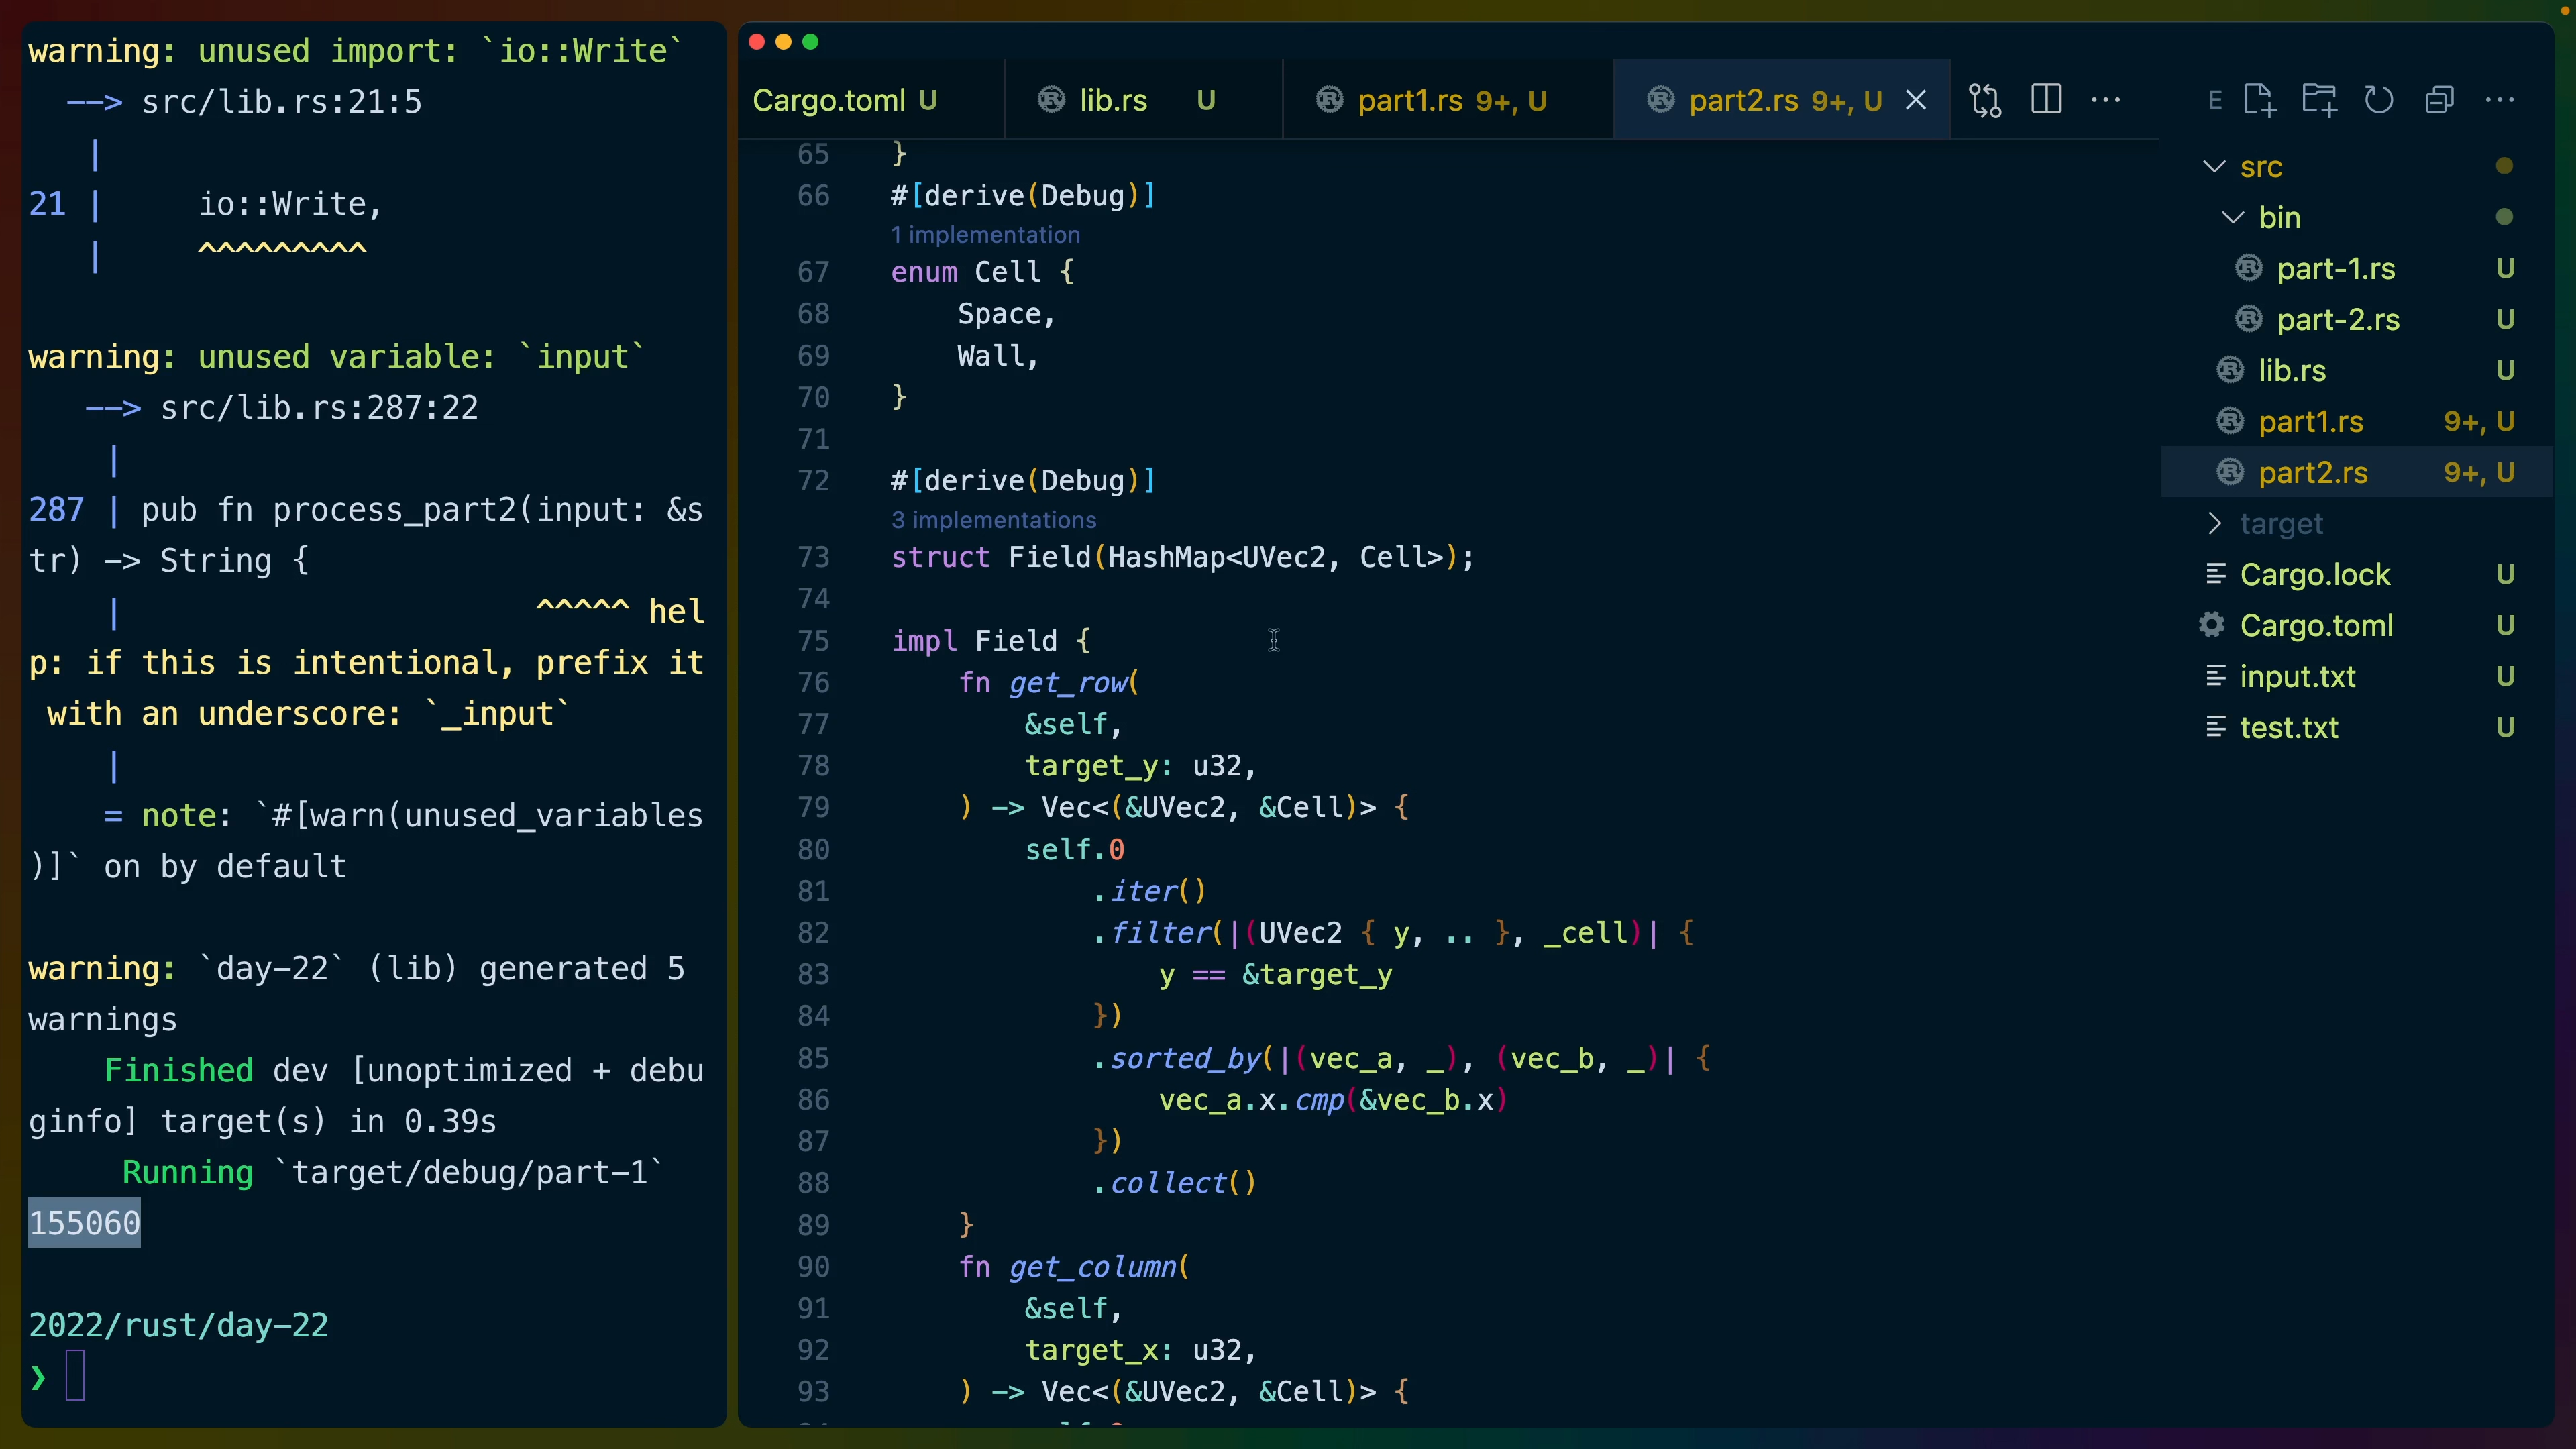 warning: unused import: `io::Write`
--> src/lib.rs:21:5
|
21 | io::Write,
| ^^^^^^^^^
warning: unused variable: `input`
--> src/lib.rs:287:22
|
287 | pub fn process_part2(input: &s
tr) -> String {
| ^^^^^ hel
p: if this is intentional, prefix it
with an underscore: `_input`
|
= note: `#[warn(unused_variables
)]` on by default
warning: `day-22` (lib) generated 5
warnings
Finished dev [unoptimized + debu
ginfo] target(s) in 0.39s
Running `target/debug/part-1`
155060
2022/rust/day-22
❯
Cargo.toml U lib.rs U part1.rs 9+, U part2.rs 9+, U
65 }
66 #[derive(Debug)]
1 implementation
67 enum Cell {
68 Space,
69 Wall,
70 }
71
72 #[derive(Debug)]
3 implementations
73 struct Field(HashMap<UVec2, Cell>);
74
75 impl Field {
76 fn get_row(
77 &self,
78 target_y: u32,
79 ) -> Vec<(&UVec2, &Cell)> {
80 self.0
81 .iter()
82 .filter(|(UVec2 { y, .. }, _cell)| {
83 y == &target_y
84 })
85 .sorted_by(|(vec_a, _), (vec_b, _)| {
86 vec_a.x.cmp(&vec_b.x)
87 })
88 .collect()
89 }
90 fn get_column(
91 &self,
92 target_x: u32,
93 ) -> Vec<(&UVec2, &Cell)> {
E
src
bin
part-1.rs U
part-2.rs U
lib.rs U
part1.rs 9+, U
part2.rs 9+, U
target
Cargo.lock U
Cargo.toml U
input.txt U
test.txt U